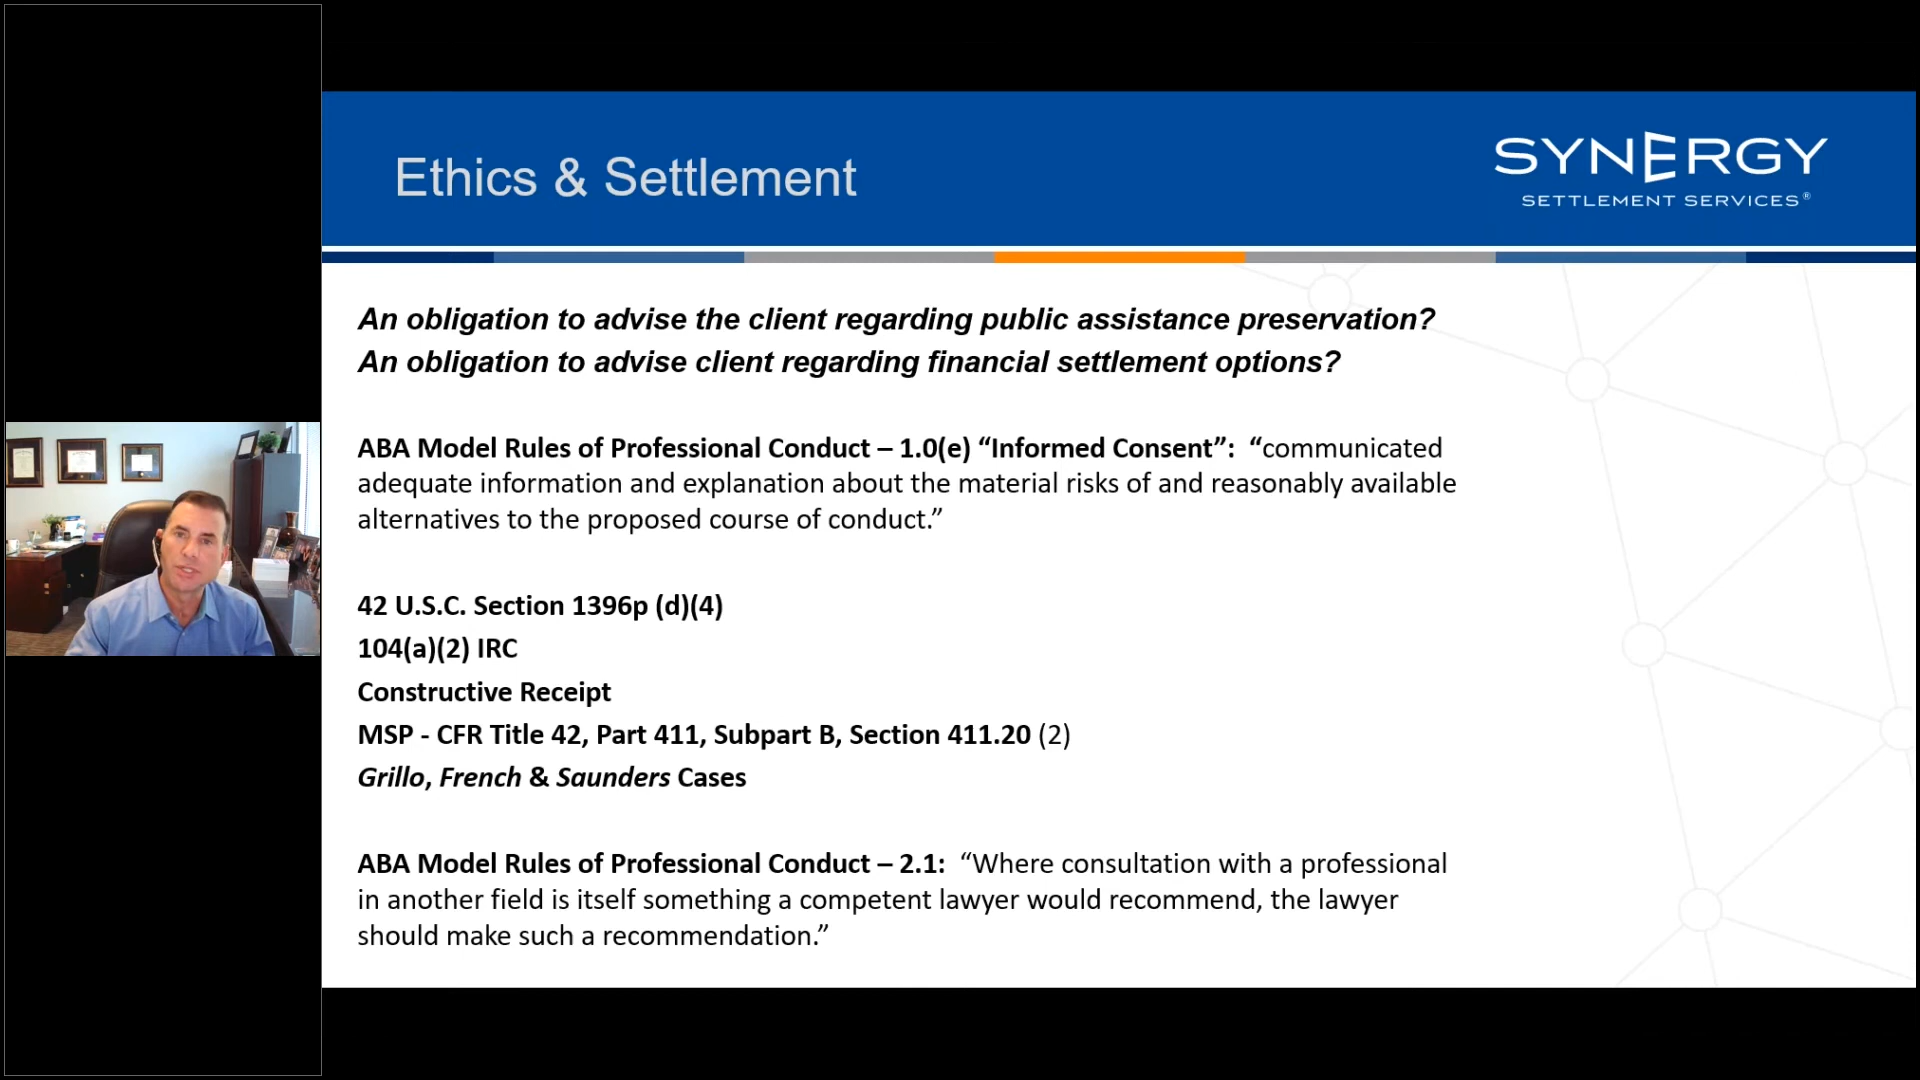 Ethics & Settlement
SYNERGY
SETTLEMENT SERVICES®
An obligation to advise the client regarding public assistance preservation?
An obligation to advise client regarding financial settlement options?
ABA Model Rules of Professional Conduct – 1.0(e) “Informed Consent”: “communicated
adequate information and explanation about the material risks of and reasonably available
alternatives to the proposed course of conduct.”
42 U.S.C. Section 1396p (d)(4)
104(a)(2) IRC
Constructive Receipt
MSP - CFR Title 42, Part 411, Subpart B, Section 411.20 (2)
Grillo, French & Saunders Cases
ABA Model Rules of Professional Conduct – 2.1: “Where consultation with a professional
in another field is itself something a competent lawyer would recommend, the lawyer
should make such a recommendation.”